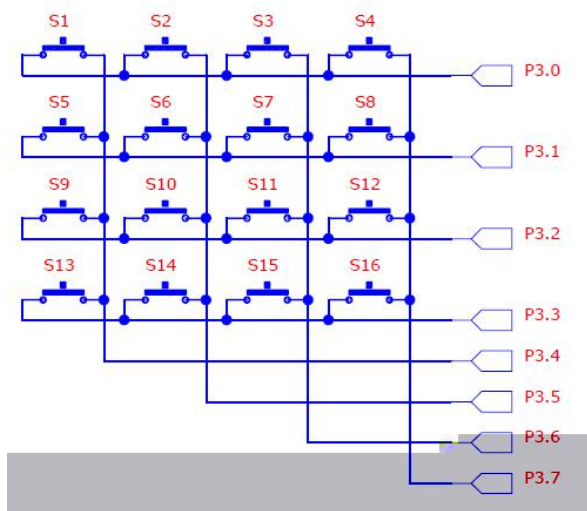 S1 S2 S3 S4
P3.0
S5 S6 S7 S8
P3.1
S9 S10 S11 S12
P3.2
S13 S14 S15 S16
P3.3
P3.4
P3.5
P3.6
P3.7